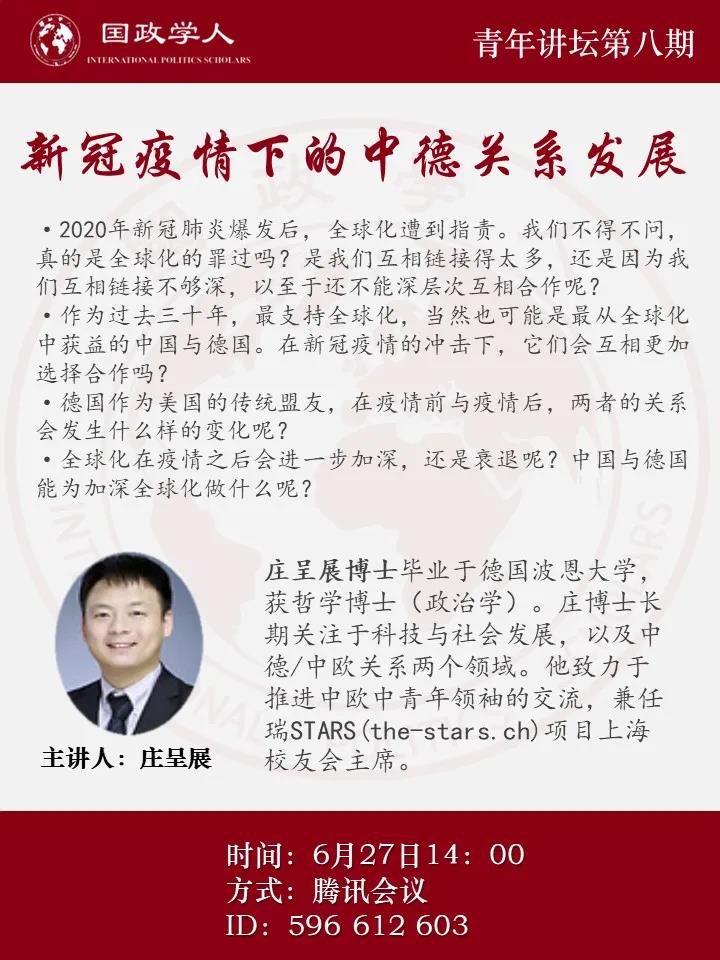 国政学人
INTERNATIONAL POLITICS SCHOLARS
青年讲坛第八期
新冠疫情下的中德关系发展
·2020年新冠肺炎爆发后，全球化遭到指责。我们不得不问，
真的是全球化的罪过吗？是我们互相链接得太多，还是因为我
们互相链接不够深，以至于还不能深层次互相合作呢？
·作为过去三十年，最支持全球化，当然也可能是最从全球化
中获益的中国与德国。在新冠疫情的冲击下，它们会互相更加
选择合作吗？
·德国作为美国的传统盟友，在疫情前与疫情后，两者的关系
会发生什么样的变化呢？
·全球化在疫情之后会进一步加深，还是衰退呢？中国与德国
能为加深全球化做什么呢？
庄呈展博士毕业于德国波恩大学，
获哲学博士（政治学）。庄博士长
期关注于科技与社会发展，以及中
德/中欧关系两个领域。他致力于
推进中欧中青年领袖的交流，兼任
瑞STARS(the-stars.ch)项目上海
校友会主席。
主讲人：庄呈展
时间：6月27日14：00
方式：腾讯会议
ID：596 612 603